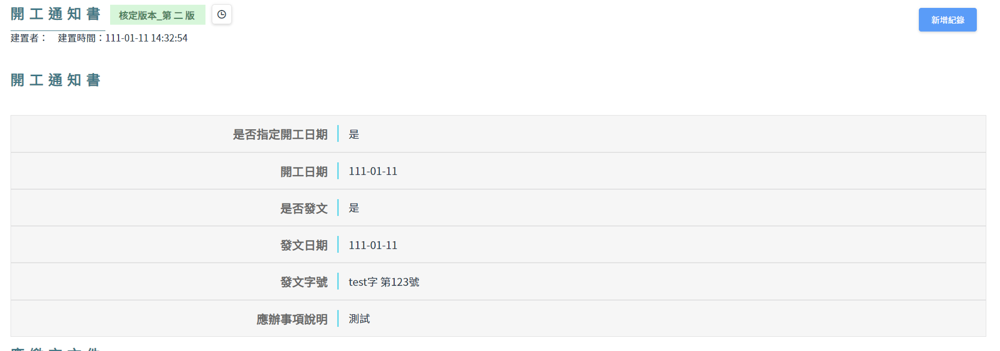 開工通知書 核定版本_第二版
新增紀錄
建置者： 建置時間：111-01-11 14:32:54
開工通知書
是否指定開工日期 是
開工日期 111-01-11
是否發文 是
發文日期 111-01-11
發文字號 test字 第123號
應辦事項說明 測試